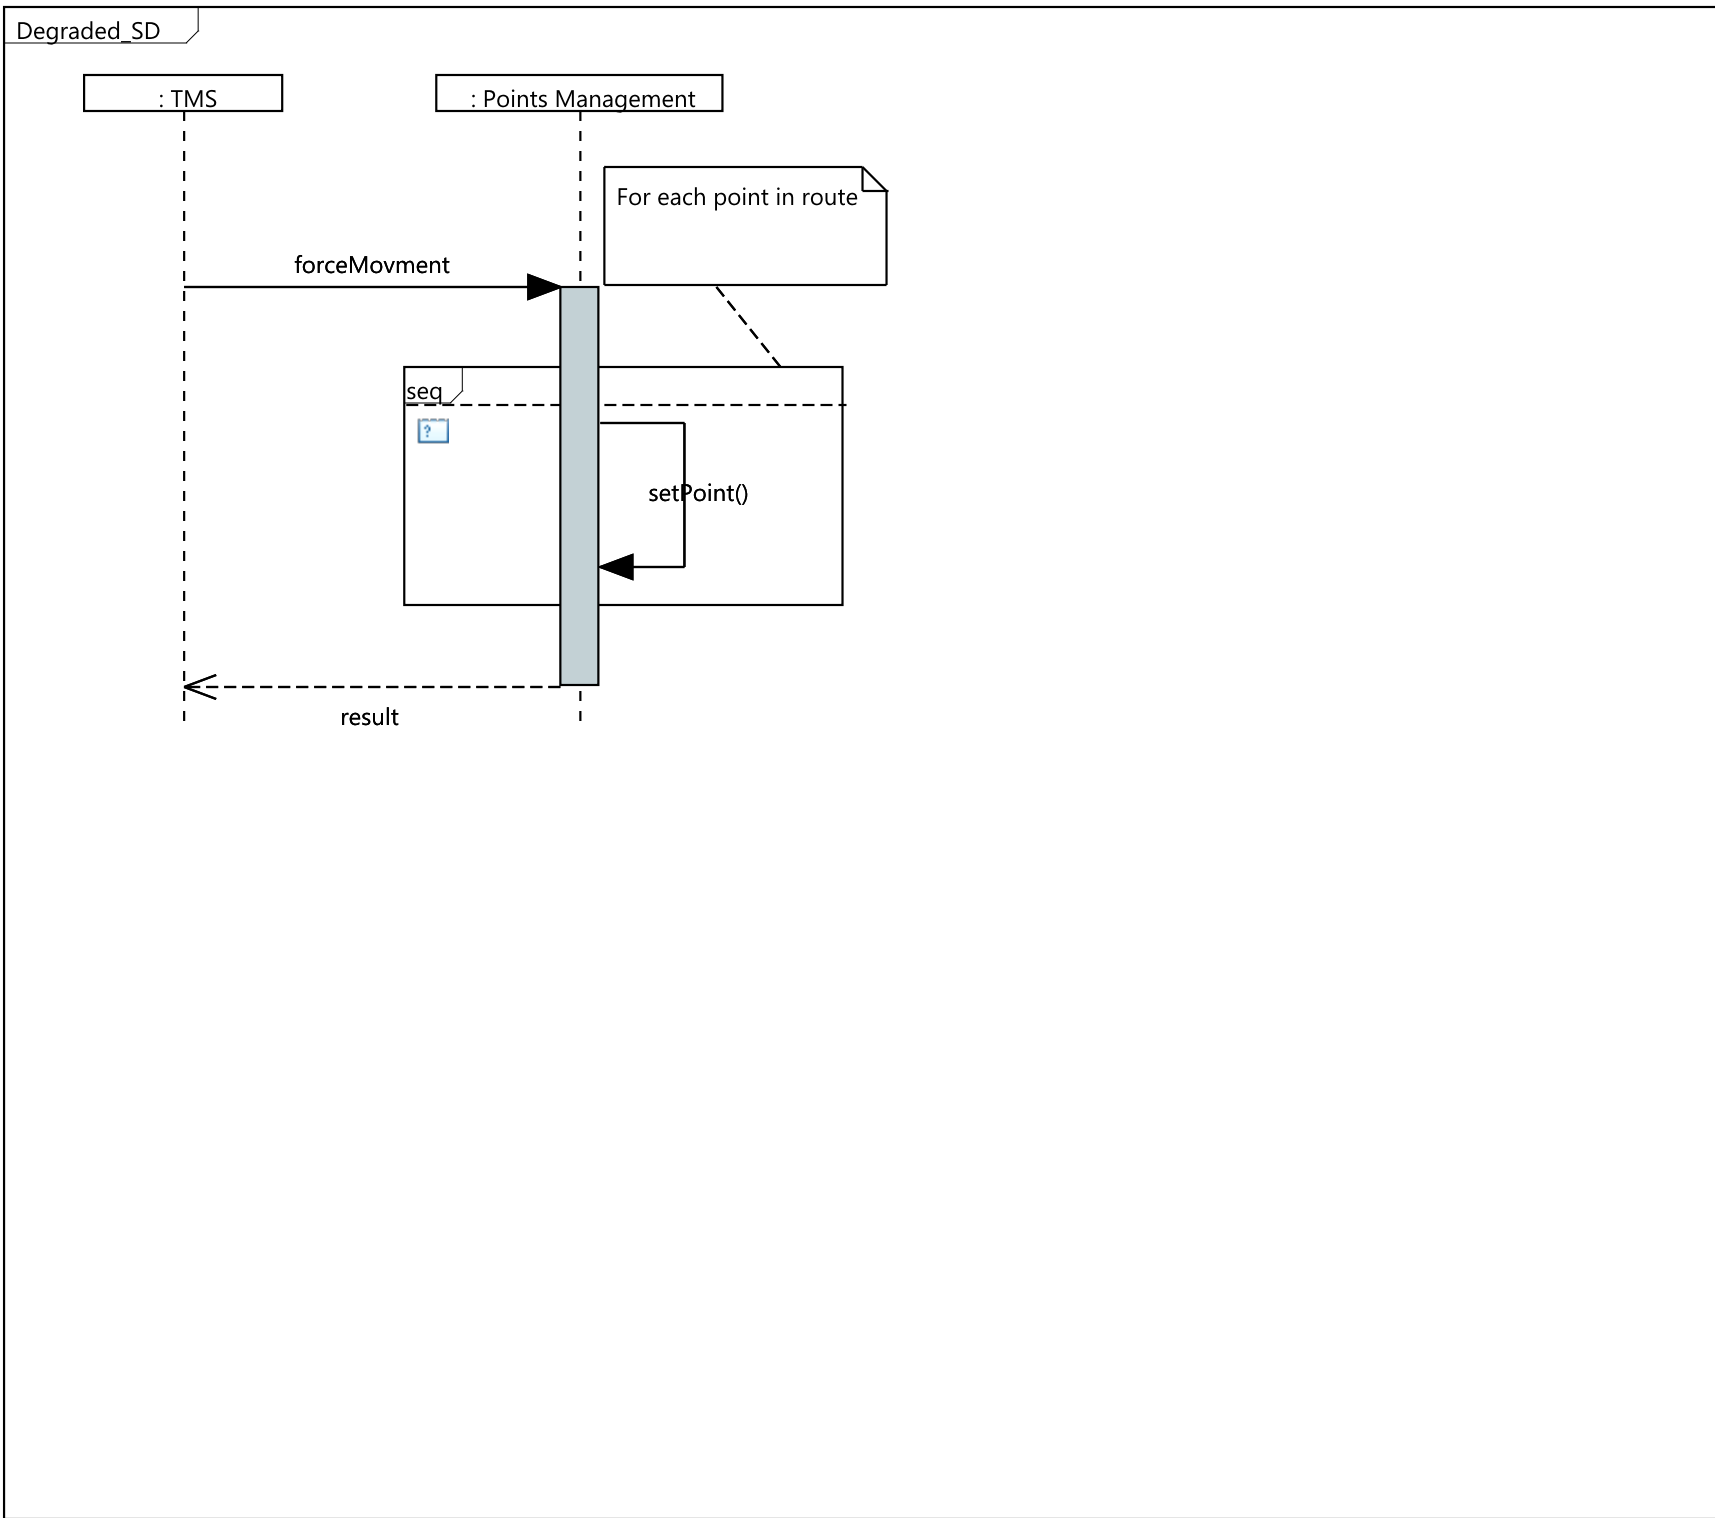 Degraded_SD
: TMS
: Points Management
For each point in route
forceMovment
seq
?
setPoint()
result